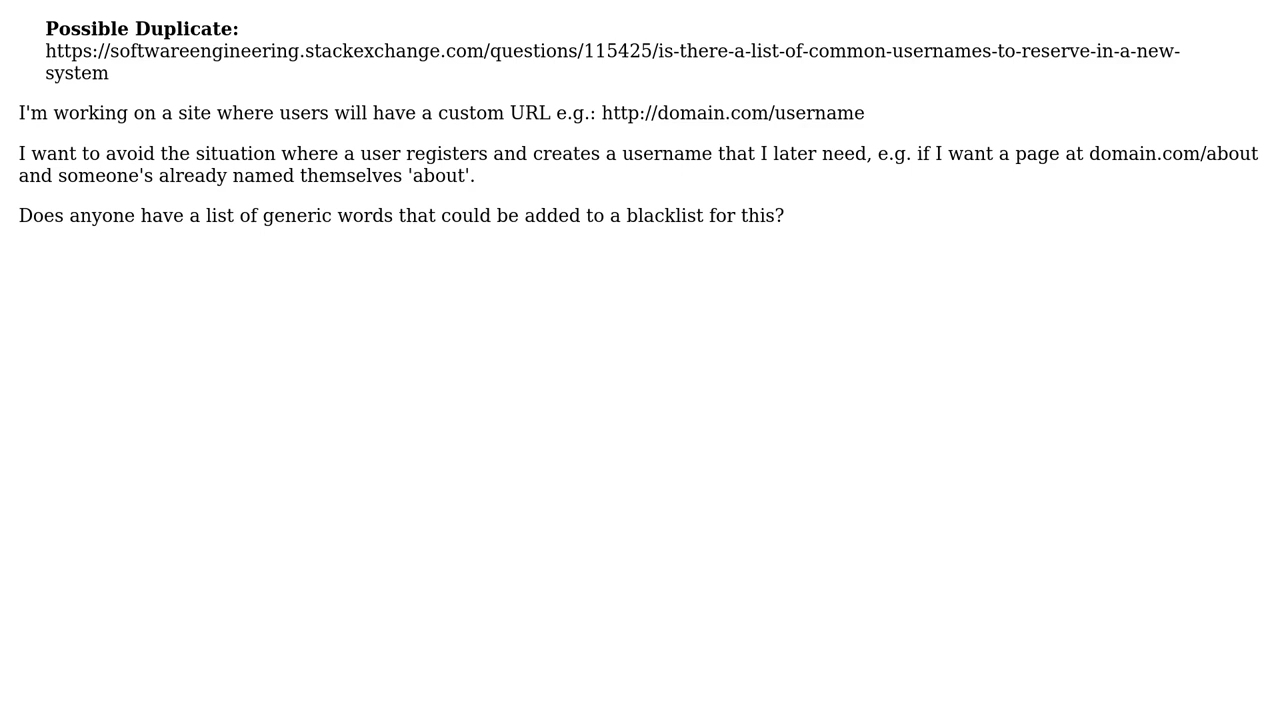 Possible Duplicate:
https://softwareengineering.stackexchange.com/questions/115425/is-there-a-list-of-common-usernames-to-reserve-in-a-new-
system
I'm working on a site where users will have a custom URL e.g.: http://domain.com/username
I want to avoid the situation where a user registers and creates a username that I later need, e.g. if I want a page at domain.com/about
and someone's already named themselves 'about'.
Does anyone have a list of generic words that could be added to a blacklist for this?